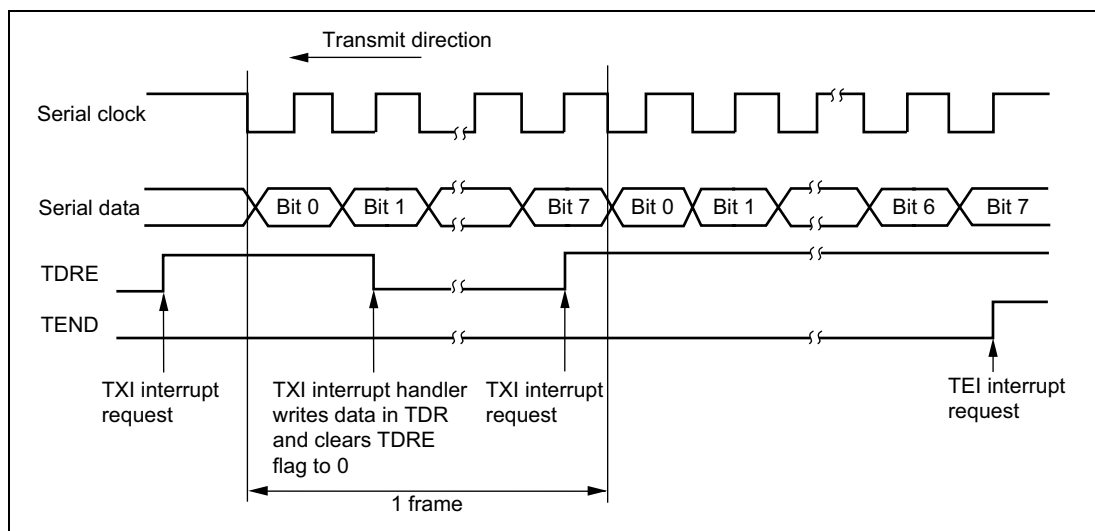 Transmit direction
Serial clock
Serial data
Bit 0
Bit 1
Bit 7
Bit 0
Bit 1
Bit 6
Bit 7
TDRE
TEND
TXI interrupt
request
TXI interrupt handler
writes data in TDR
and clears TDRE
flag to 0
TXI interrupt
request
TEI interrupt
request
1 frame